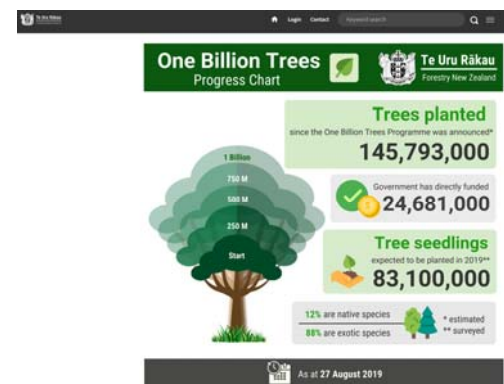 Te Uru Rākau
Login Contact Keyword search
One Billion Trees
Progress Chart
Te Uru Rākau
Forestry New Zealand
Trees planted
since the One Billion Trees Programme was announced*
145,793,000
1 Billion
750 M
500 M
250 M
Start
Government has directly funded
24,681,000
Tree seedlings
expected to be planted in 2019**
83,100,000
12% are native species
88% are exotic species
* estimated
** surveyed
As at 27 August 2019